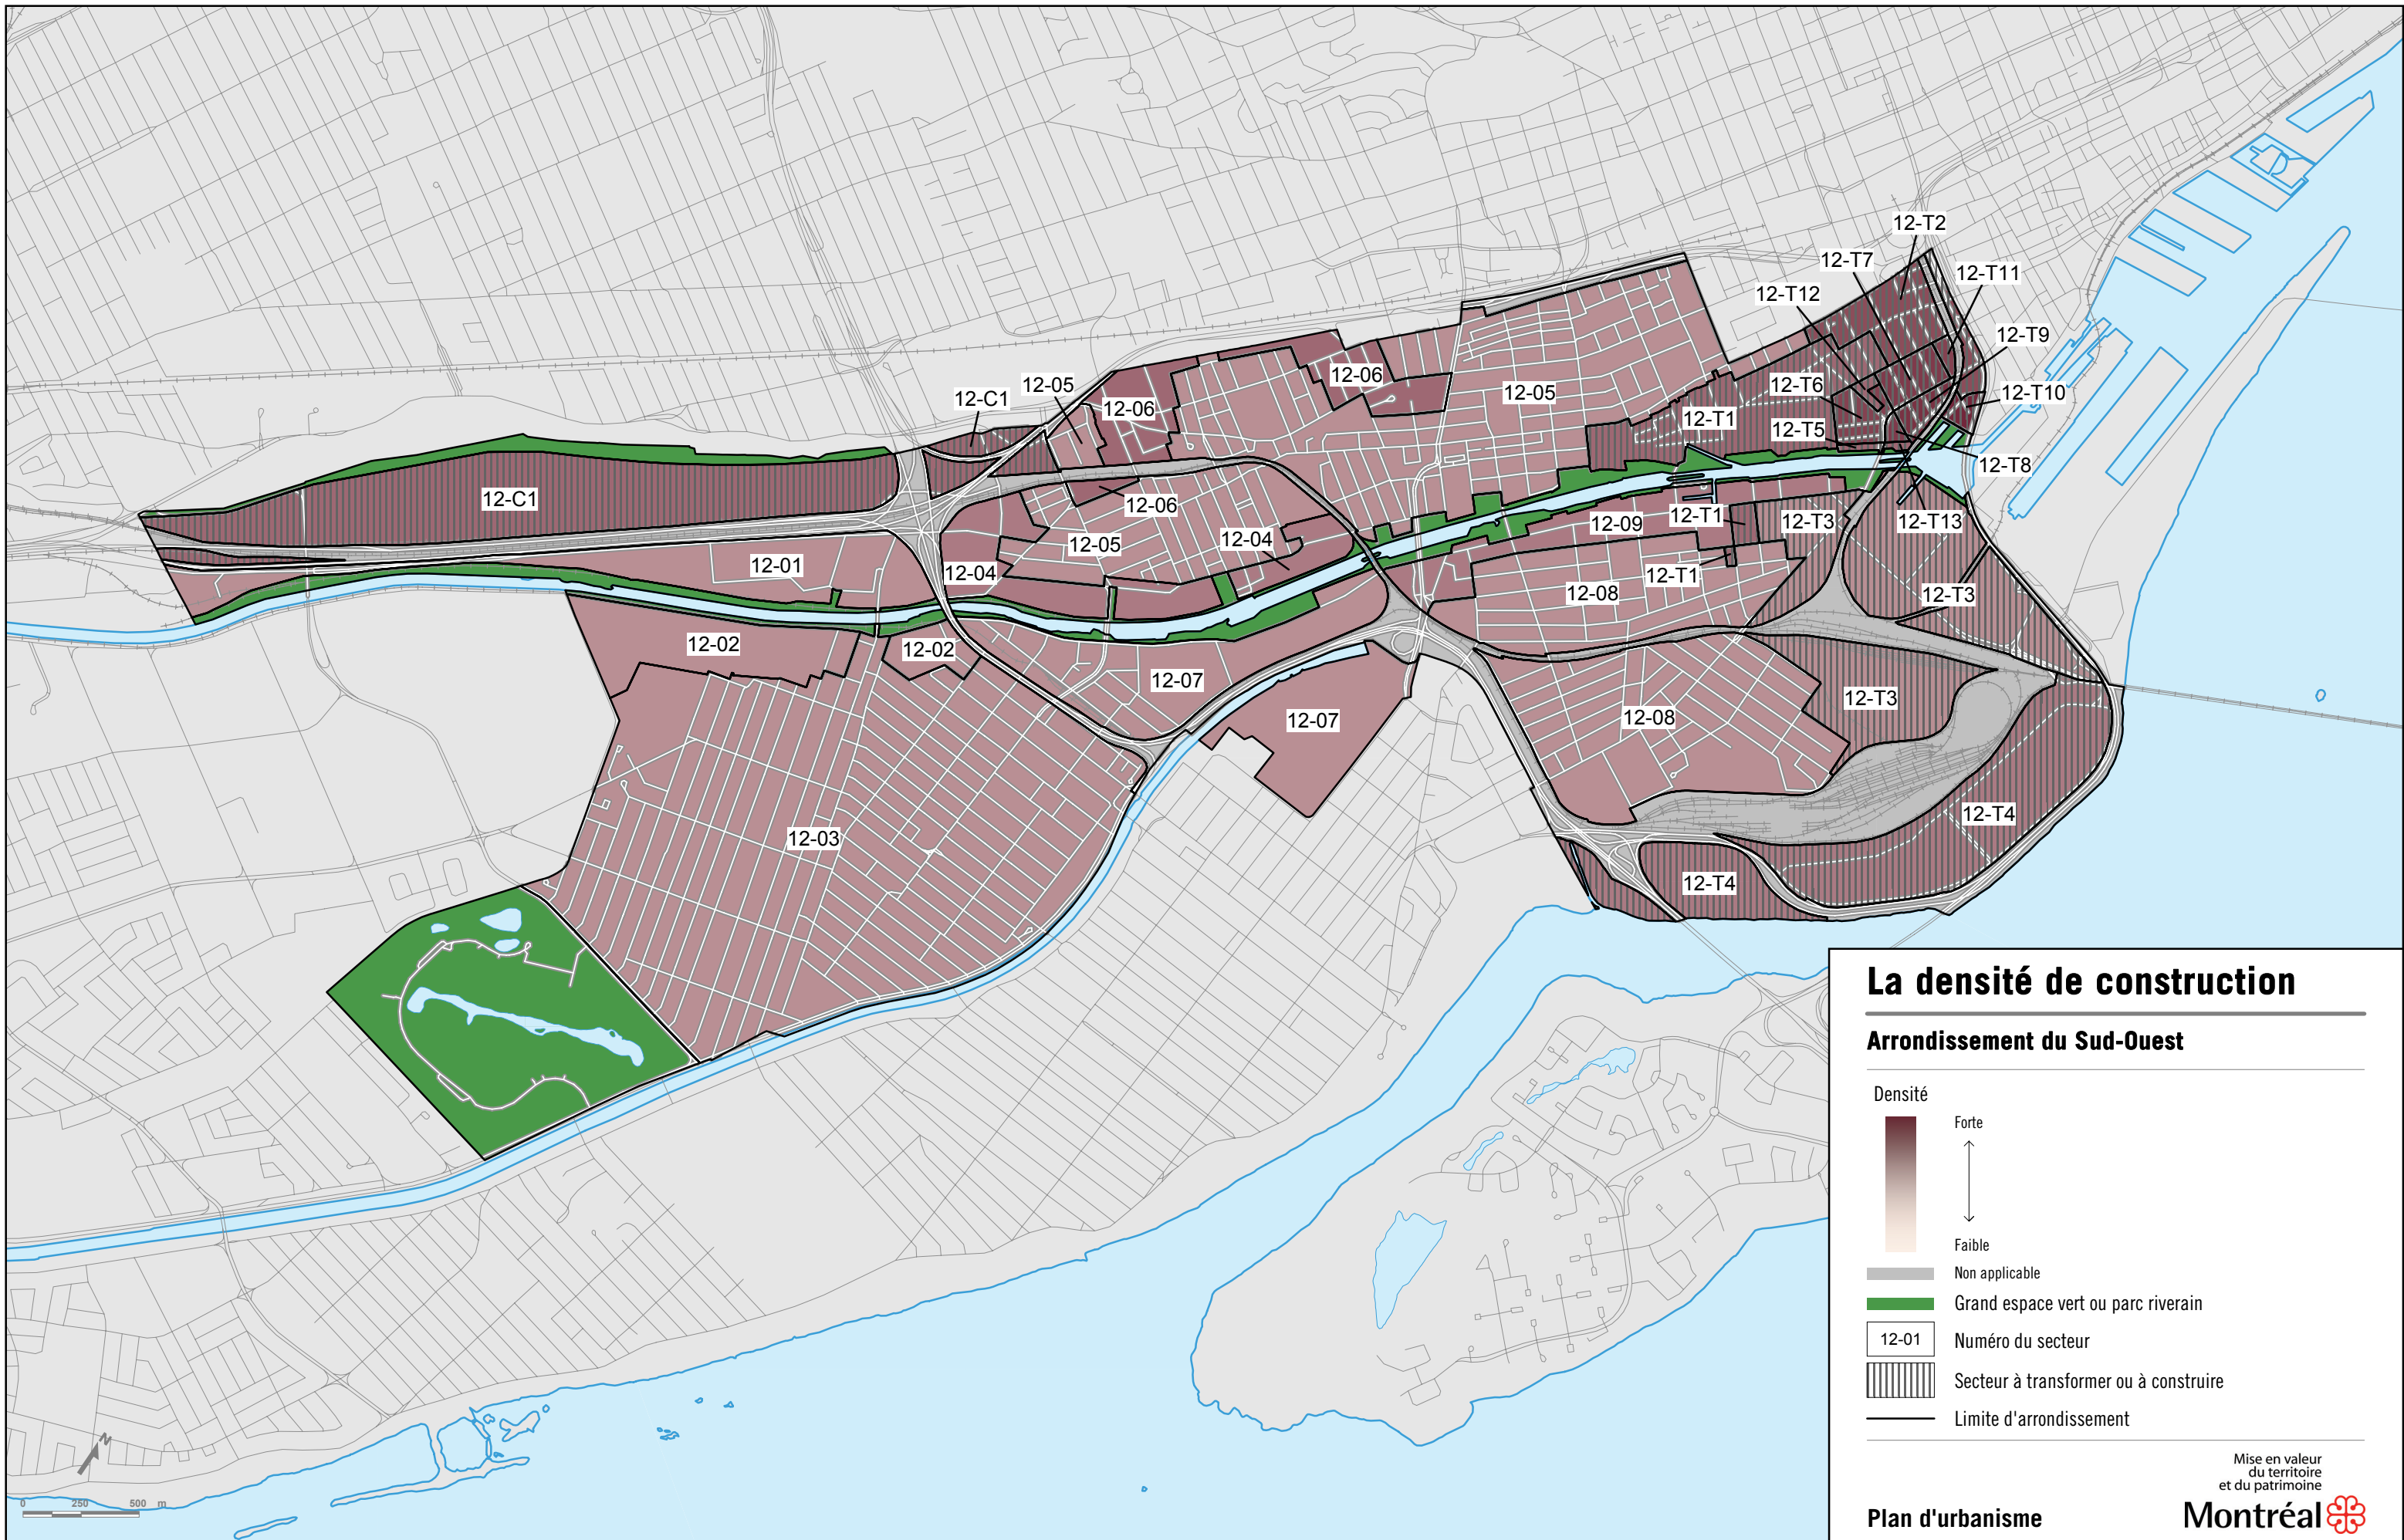 12-T2
12-T7
12-T11
12-T12
12-T9
12-06
12-T6
12-05
12-C1
12-05
12-T10
12-06
12-T1
12-T5
12-T8
12-C1
12-06
12-T1
12-09
12-T3
12-T13
12-05
12-04
12-01
12-04
12-T1
12-08
12-T3
12-02
12-02
12-07
12-T3
12-08
12-07
12-T4
12-03
12-T4
La densité de construction
Arrondissement du Sud-Ouest
Densité
Forte
Faible
Non applicable
Grand espace vert ou parc riverain
12-01 Numéro du secteur
Secteur à transformer ou à construire
Limite d'arrondissement
N
0 250 500 m
Mise en valeur
du territoire
et du patrimoine
Plan d'urbanisme
Montréal